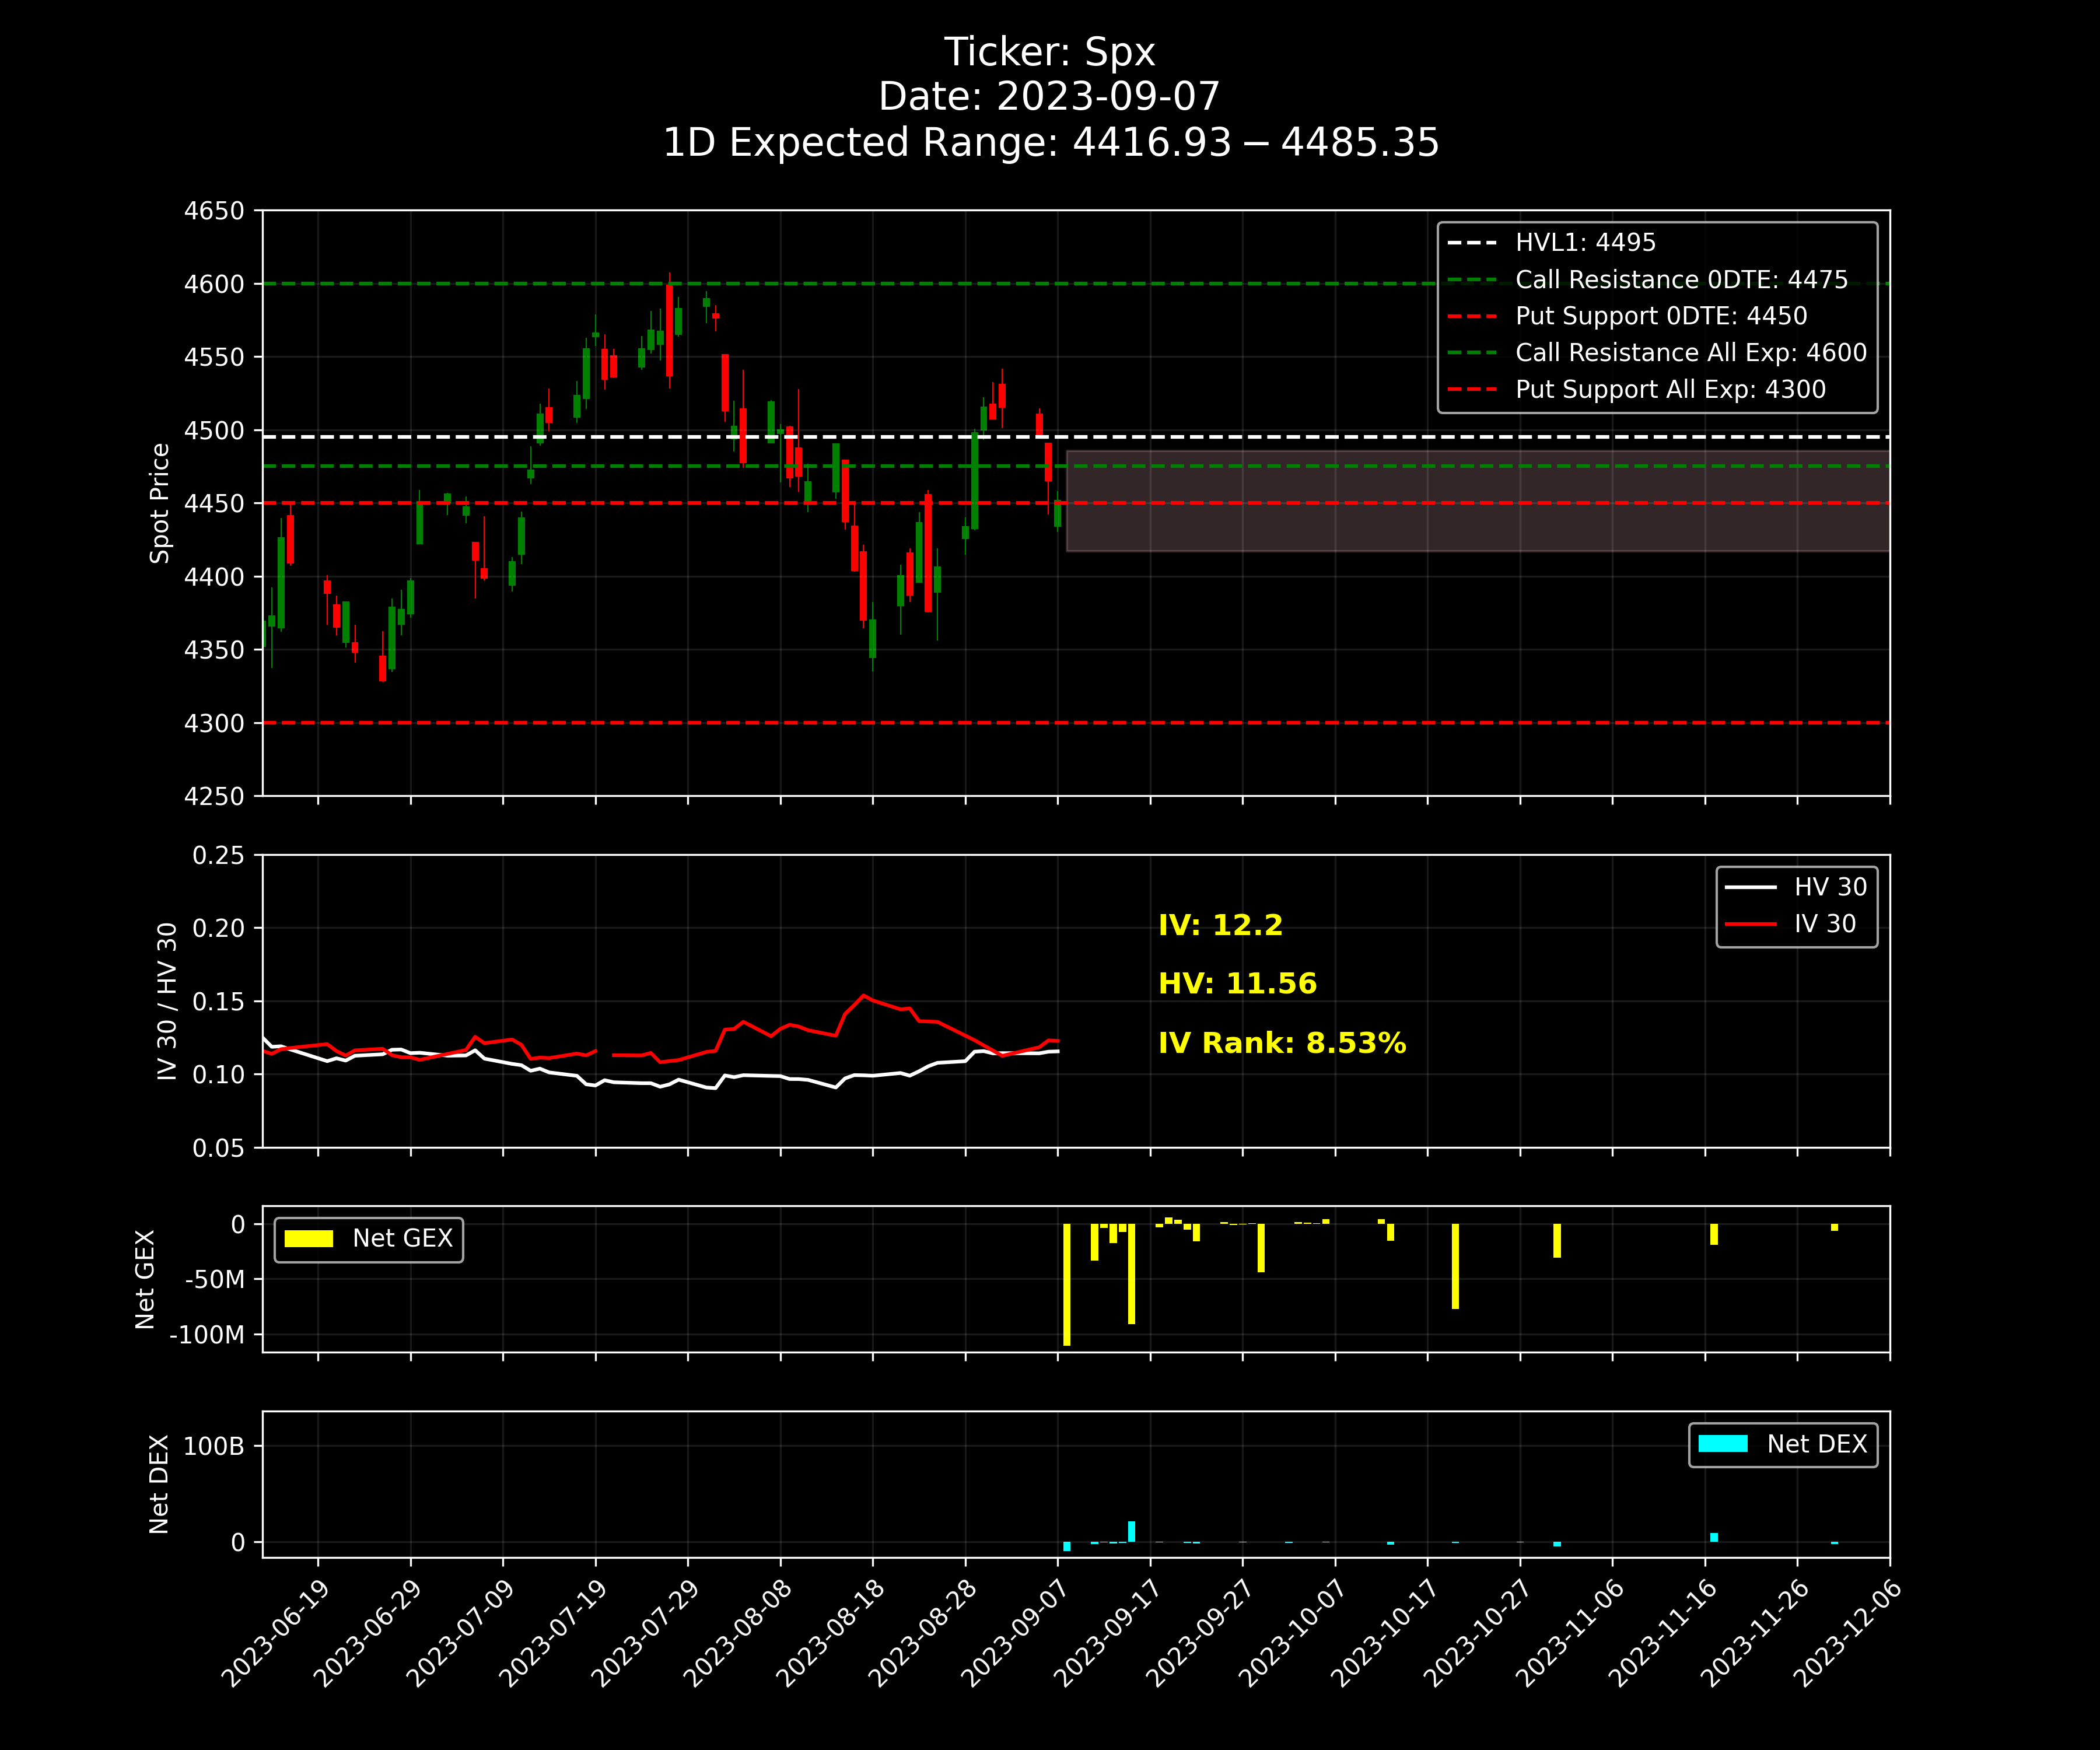 Ticker: Spx
Date: 2023-09-07
1D Expected Range: 4416.93 − 4485.35
4650
4600
4550
4500
4450
4400
4350
4300
4250
Spot Price
HVL1: 4495
Call Resistance 0DTE: 4475
Put Support 0DTE: 4450
Call Resistance All Exp: 4600
Put Support All Exp: 4300
0.25
0.20
0.15
0.10
0.05
IV 30 / HV 30
HV 30
IV 30
IV: 12.2
HV: 11.56
IV Rank: 8.53%
0
-50M
-100M
Net GEX
Net GEX
100B
0
Net DEX
Net DEX
2023-06-19
2023-06-29
2023-07-09
2023-07-19
2023-07-29
2023-08-08
2023-08-18
2023-08-28
2023-09-07
2023-09-17
2023-09-27
2023-10-07
2023-10-17
2023-10-27
2023-11-06
2023-11-16
2023-11-26
2023-12-06